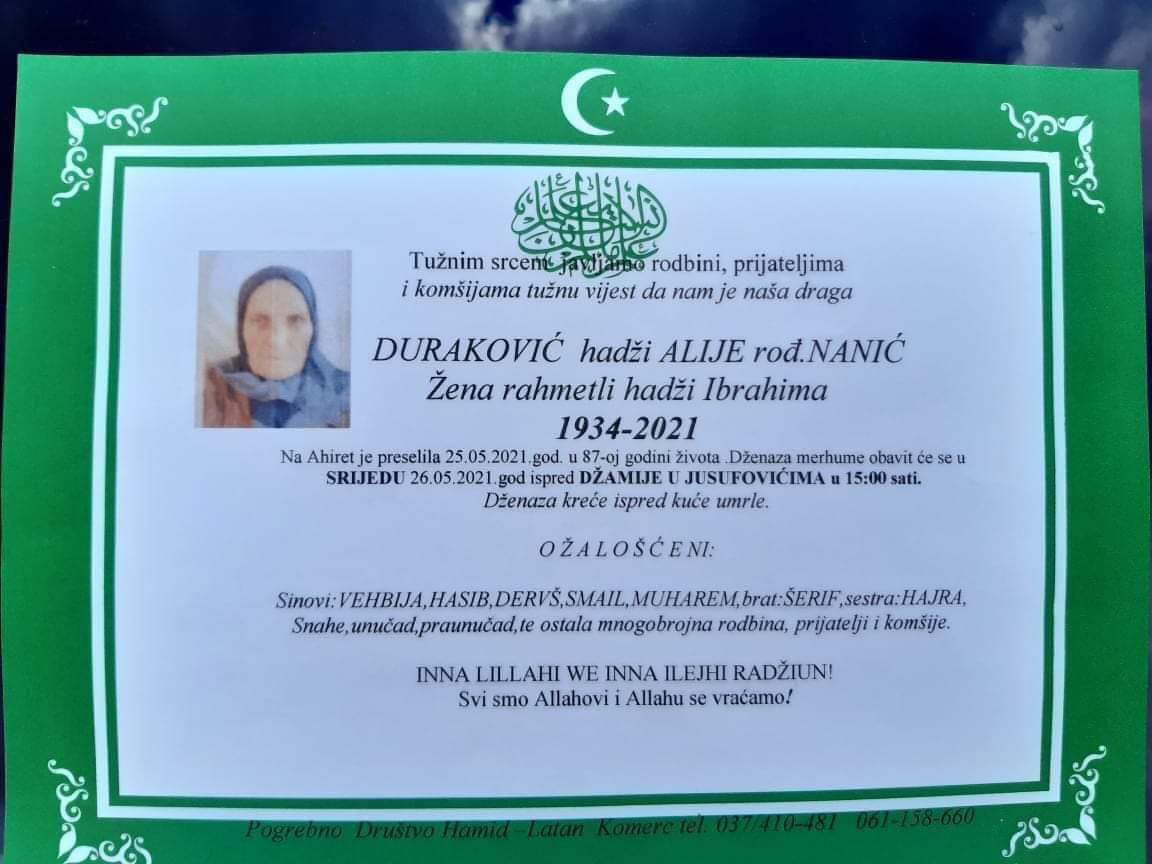 Tužnim srcem javljamo rodbini, prijateljima
i komšijama tužnu vijest da nam je naša draga
DURAKOVIĆ hadži ALIJE rođ.NANIĆ
Žena rahmetli hadži Ibrahima
1934-2021
Na Ahiret je preselila 25.05.2021.god. u 87-oj godini života .Dženaza merhume obavit će se u
SRIJEDU 26.05.2021.god ispred DŽAMIJE U JUSUFOVIĆIMA u 15:00 sati.
Dženaza kreće ispred kuće umrle.
O Ž A L O Š Ć E NI:
Sinovi:VEHBIJA,HASIB,DERVŠ,SMAIL,MUHAREM,brat:ŠERIF,sestra:HAJRA,
Snahe,unučad,praunučad,te ostala mnogobrojna rodbina, prijatelji i komšije.
INNA LILLAHI WE INNA ILEJHI RADŽIUN!
Svi smo Allahovi i Allahu se vraćamo!
Pogrebno Društvo Hamid –Latan Komerc tel. 037/410-481 061-158-660